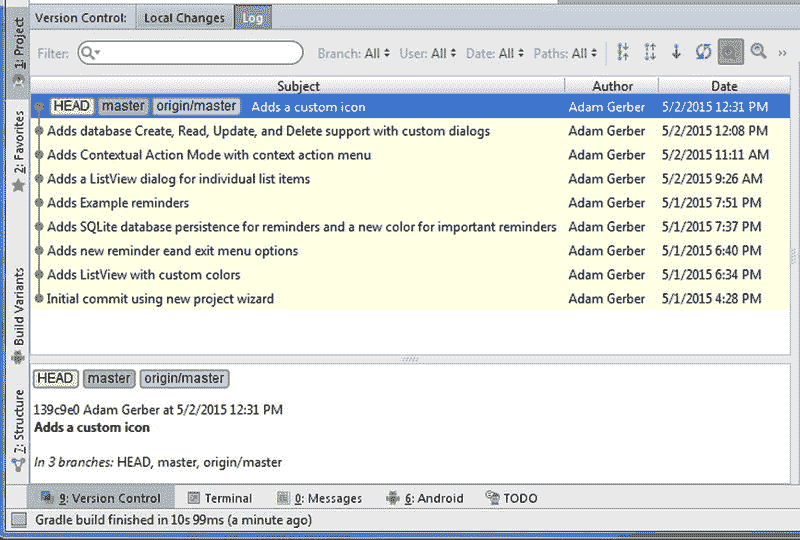 Version Control: Local Changes Log
Filter: Branch: All User: All Date: All Paths: All
Subject Author Date
HEAD master origin/master Adds a custom icon Adam Gerber 5/2/2015 12:31 PM
Adds database Create, Read, Update, and Delete support with custom dialogs Adam Gerber 5/2/2015 12:08 PM
Adds Contextual Action Mode with context action menu Adam Gerber 5/2/2015 11:11 AM
Adds a ListView dialog for individual list items Adam Gerber 5/2/2015 9:26 AM
Adds Example reminders Adam Gerber 5/1/2015 7:51 PM
Adds SQLite database persistence for reminders and a new color for important reminders Adam Gerber 5/1/2015 7:37 PM
Adds new reminder eand exit menu options Adam Gerber 5/1/2015 6:40 PM
Adds ListView with custom colors Adam Gerber 5/1/2015 6:34 PM
Initial commit using new project wizard Adam Gerber 5/1/2015 4:28 PM
HEAD master origin/master
139c9e0 Adam Gerber at 5/2/2015 12:31 PM
Adds a custom icon
In 3 branches: HEAD, master, origin/master
1: Project
2: Favorites
Build Variants
7: Structure
9: Version Control Terminal 0: Messages 6: Android TODO
Gradle build finished in 10s 99ms (a minute ago)